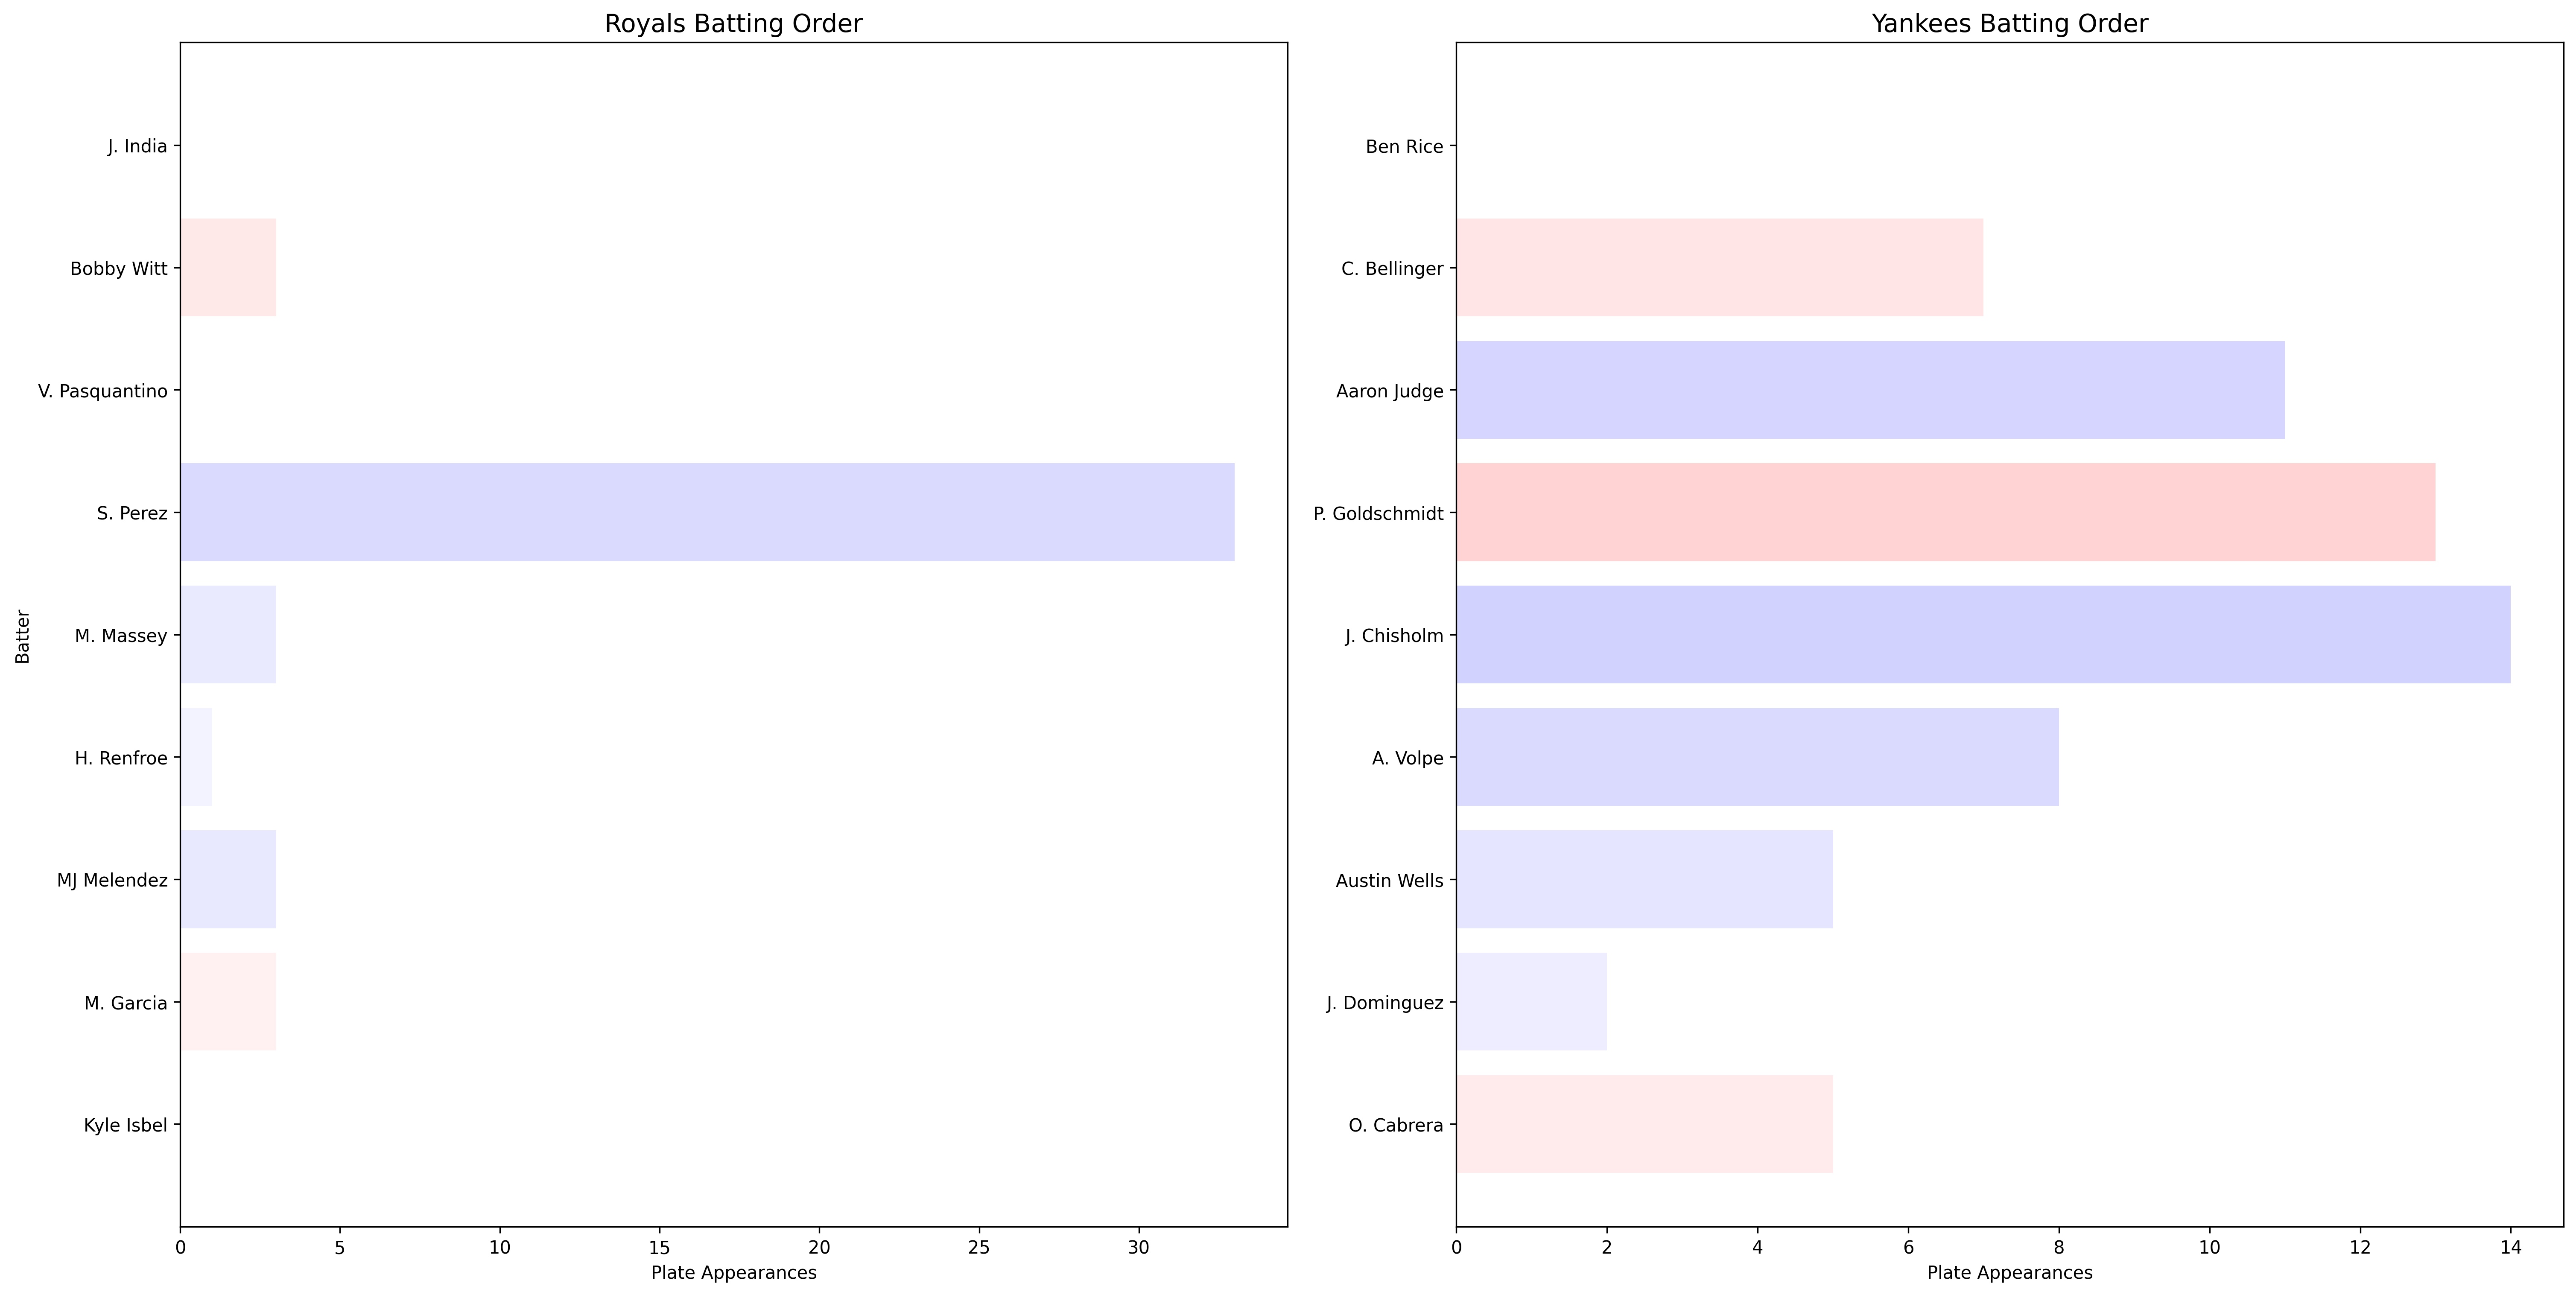 Royals Batting Order
Batter
J. India
Bobby Witt
V. Pasquantino
S. Perez
M. Massey
H. Renfroe
MJ Melendez
M. Garcia
Kyle Isbel
0 5 10 15 20 25 30
Plate Appearances
Yankees Batting Order
Ben Rice
C. Bellinger
Aaron Judge
P. Goldschmidt
J. Chisholm
A. Volpe
Austin Wells
J. Dominguez
O. Cabrera
0 2 4 6 8 10 12 14
Plate Appearances